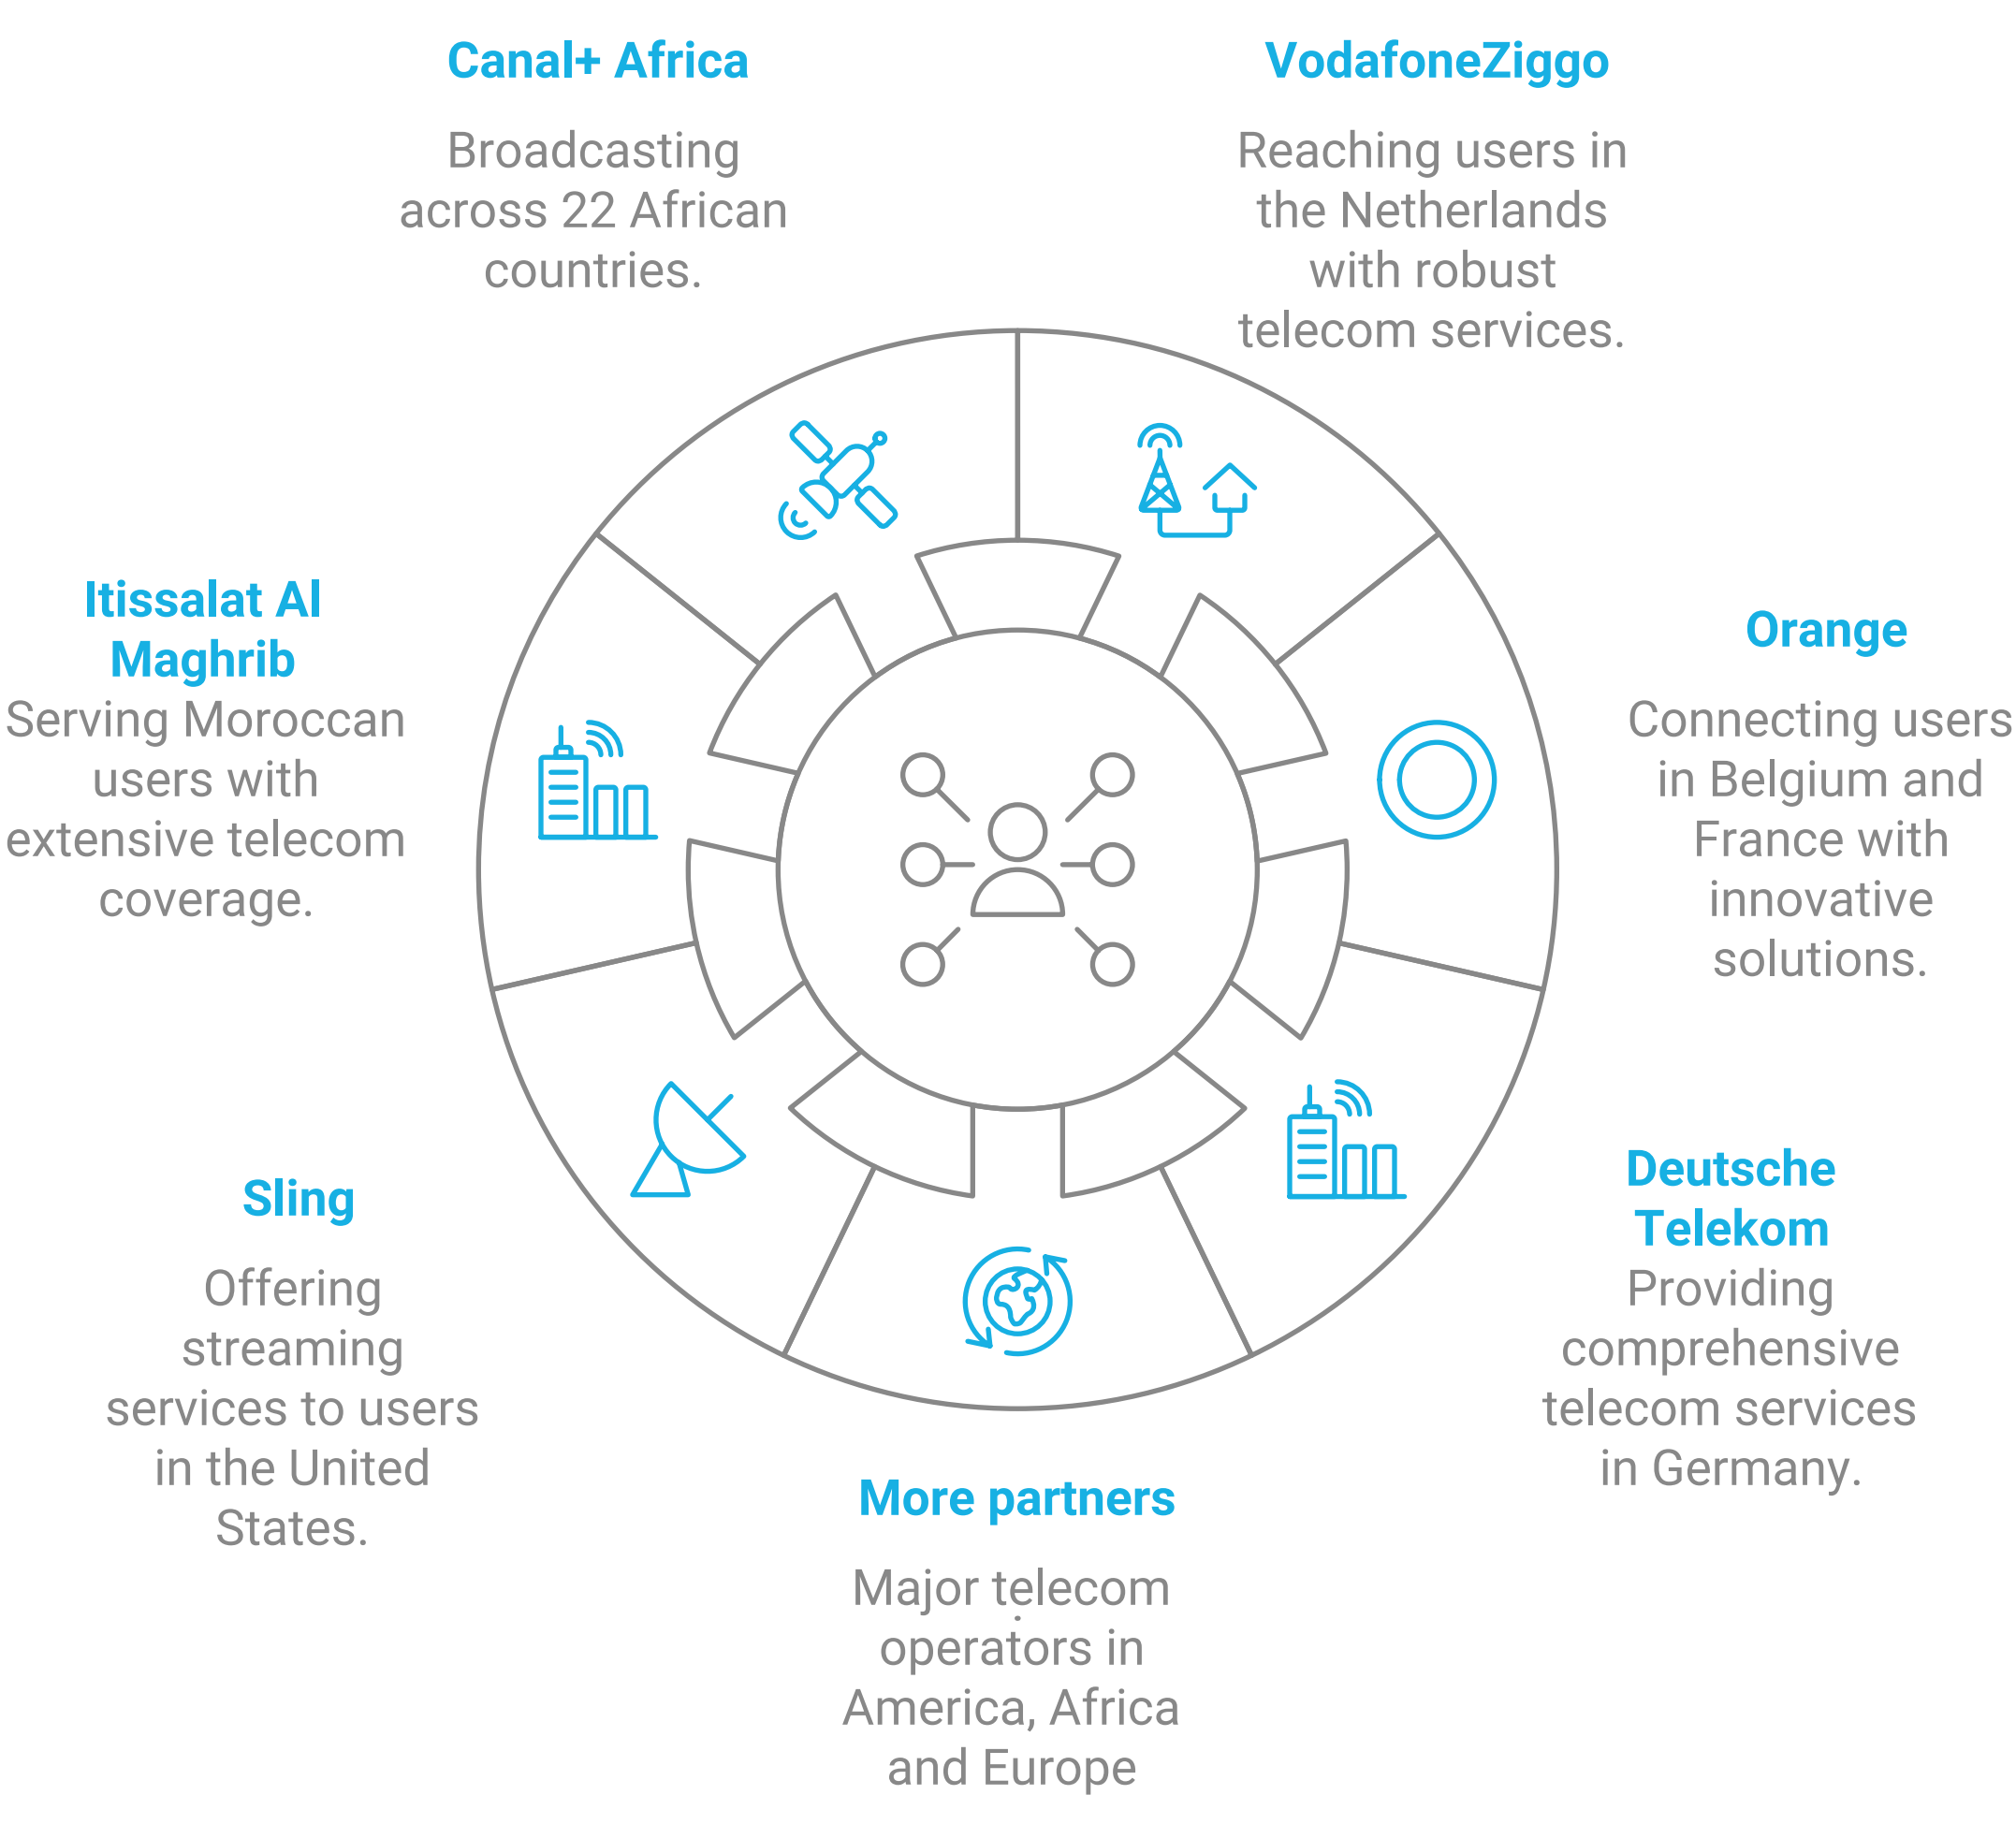 Canal+ Africa
Broadcasting
across 22 African
countries.
VodafoneZiggo
Reaching users in
the Netherlands
with robust
telecom services.
Itissalat Al
Maghrib
Serving Moroccan
users with
extensive telecom
coverage.
Orange
Connecting users
in Belgium and
France with
innovative
solutions.
Sling
Offering
streaming
services to users
in the United
States.
Deutsche
Telekom
Providing
comprehensive
telecom services
in Germany.
More partners
Major telecom
operators in
America, Africa
and Europe